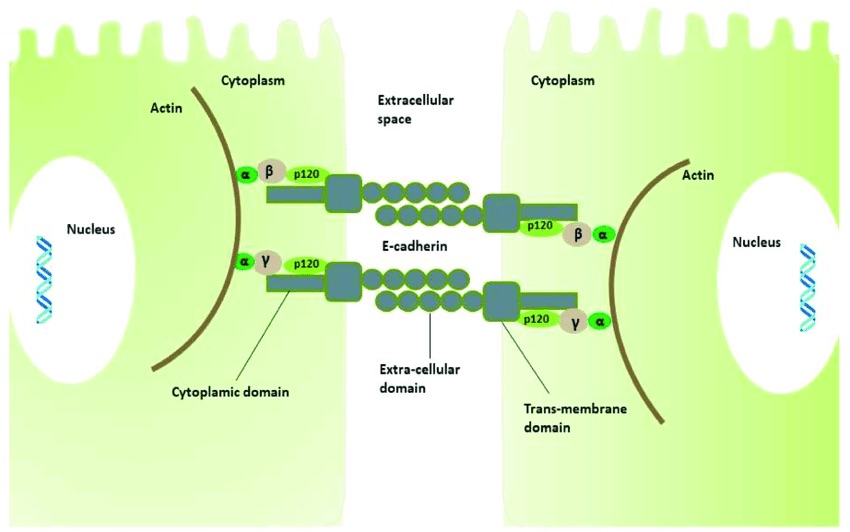 Cytoplasm
Cytoplasm
Actin
Extracellular
space
α β p120
Actin
Nucleus
p120 β α
E-cadherin
Nucleus
α γ p120
p120 γ α
Cytoplamic domain
Extra-cellular
domain
Trans-membrane
domain